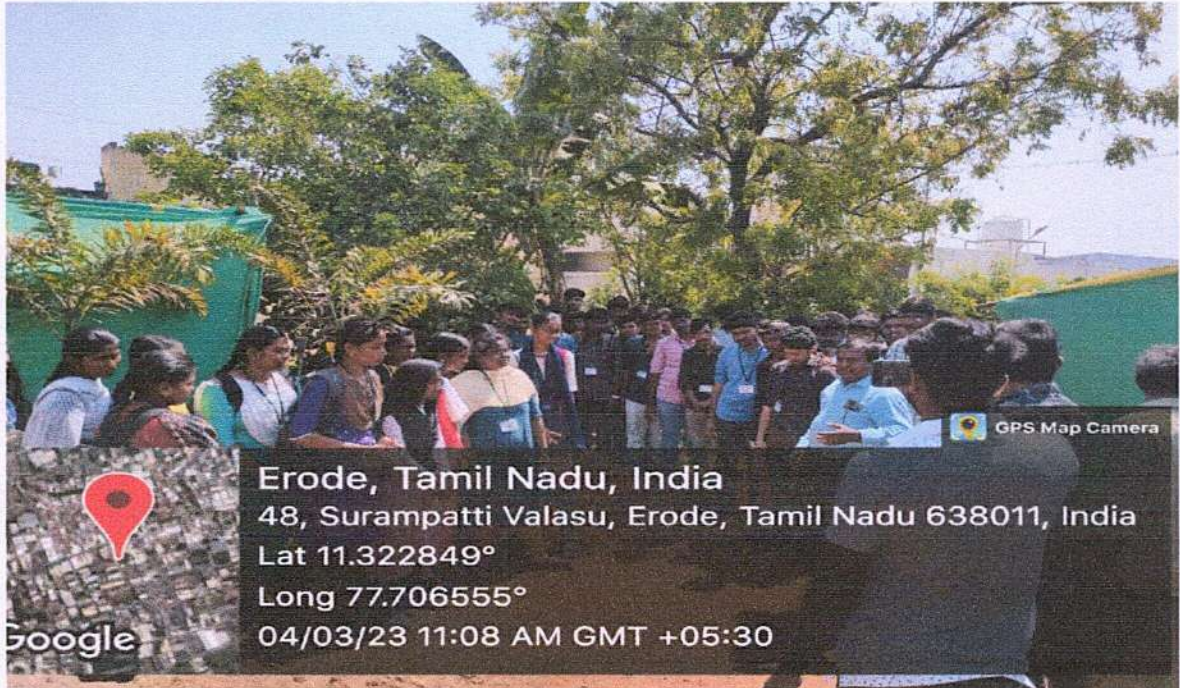 GPS Map Camera
Erode, Tamil Nadu, India
48, Surampatti Valasu, Erode, Tamil Nadu 638011, India
Lat 11.322849°
Long 77.706555°
04/03/23 11:08 AM GMT +05:30
Google